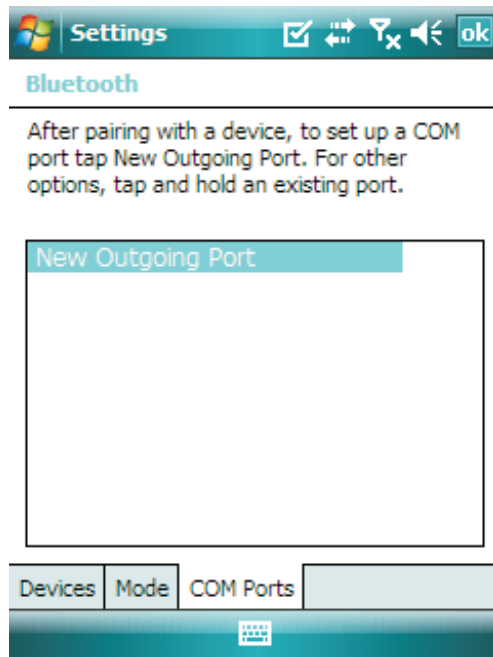 Settings
ok
Bluetooth
After pairing with a device, to set up a COM
port tap New Outgoing Port. For other
options, tap and hold an existing port.
New Outgoing Port
Devices Mode COM Ports